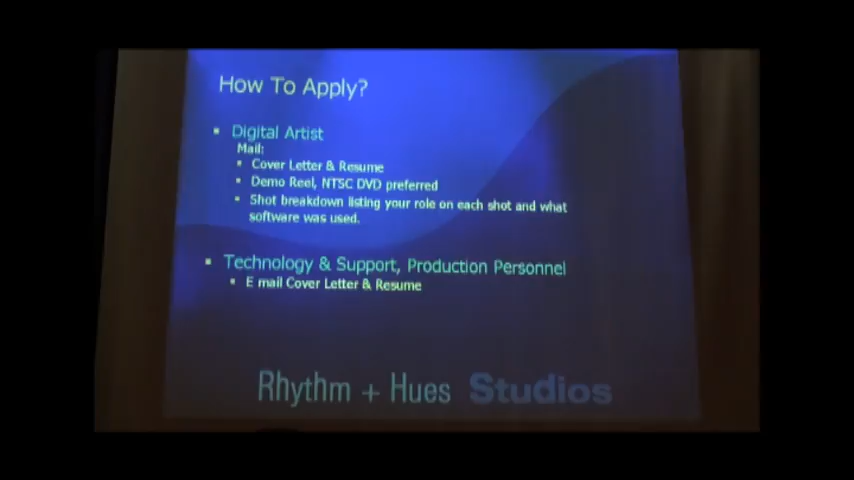 How To Apply?
▪ Digital Artist
Mail:
▪ Cover Letter & Resume
▪ Demo Reel, NTSC DVD preferred
▪ Shot breakdown listing your role on each shot and what
software was used.
▪ Technology & Support, Production Personnel
▪ E mail Cover Letter & Resume
Rhythm + Hues Studios